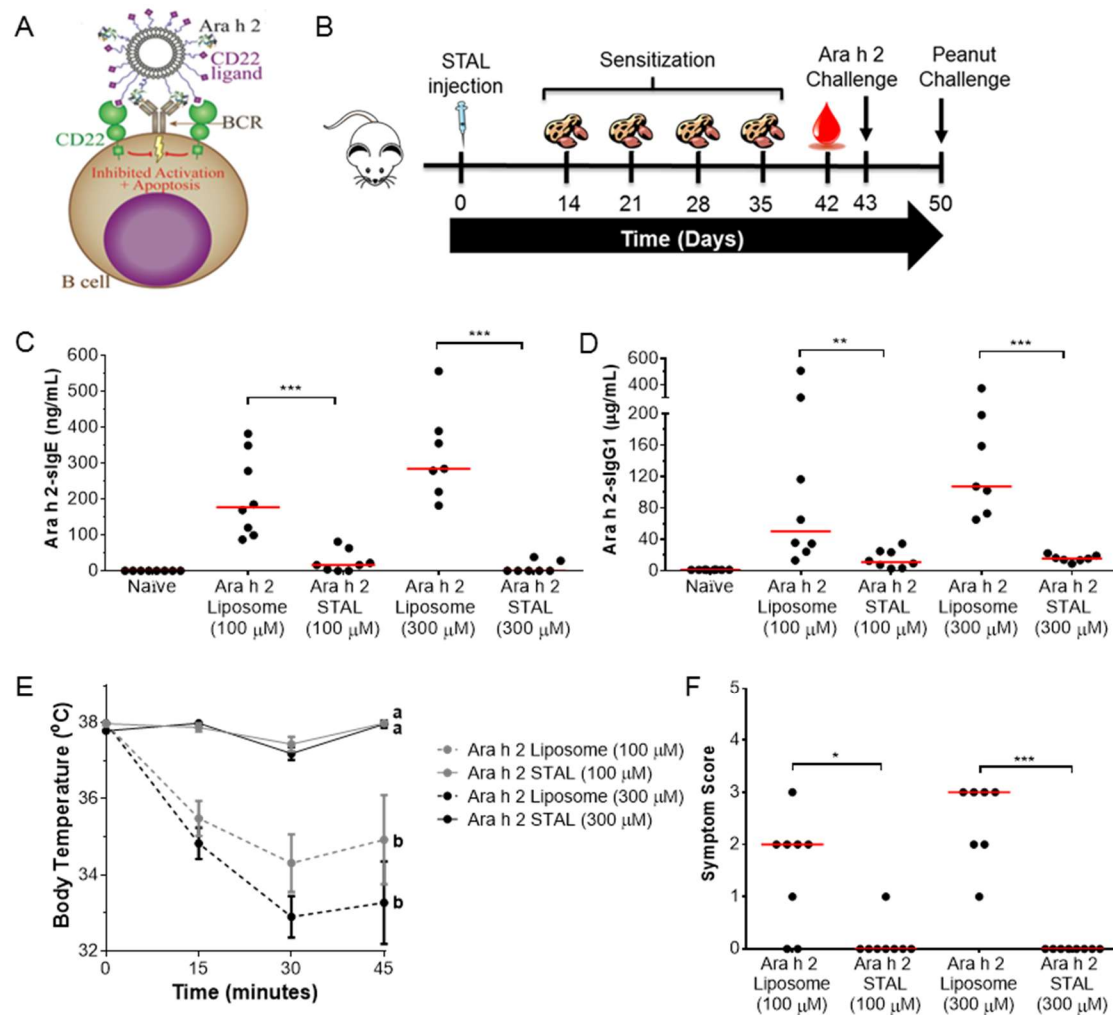 A
Ara h 2
CD22
ligand
CD22
BCR
Inhibited Activation
+ Apoptosis
B cell
B
STAL
injection
Sensitization
Ara h 2
Challenge
Peanut
Challenge
0 14 21 28 35 42 43 50
Time (Days)
C
Ara h 2-sIgE (ng/mL)
600
500
400
300
200
100
0
***
***
Naïve
Ara h 2
Liposome
(100 µM)
Ara h 2
STAL
(100 µM)
Ara h 2
Liposome
(300 µM)
Ara h 2
STAL
(300 µM)
D
Ara h 2-sIgG1 (µg/mL)
600
500
400
300
200
160
120
80
40
0
**
***
Naïve
Ara h 2
Liposome
(100 µM)
Ara h 2
STAL
(100 µM)
Ara h 2
Liposome
(300 µM)
Ara h 2
STAL
(300 µM)
E
Body Temperature (ºC)
38
36
34
32
a
a
b
b
0 15 30 45
Time (minutes)
Ara h 2 Liposome (100 µM)
Ara h 2 STAL (100 µM)
Ara h 2 Liposome (300 µM)
Ara h 2 STAL (300 µM)
F
Symptom Score
5
4
3
2
1
0
*
***
Ara h 2
Liposome
(100 µM)
Ara h 2
STAL
(100 µM)
Ara h 2
Liposome
(300 µM)
Ara h 2
STAL
(300 µM)